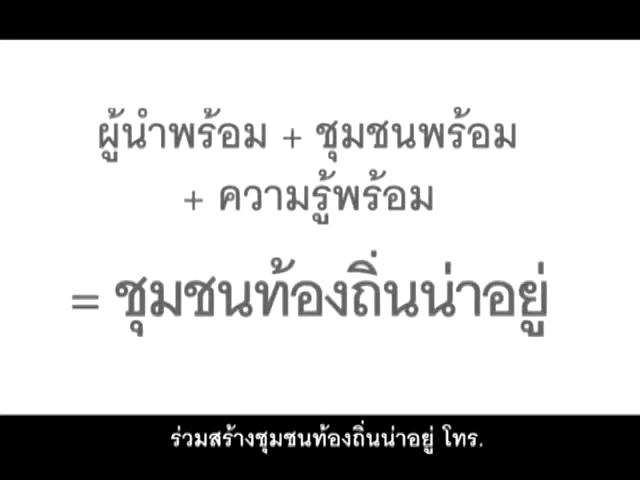 ผู้นำพร้อม + ชุมชนพร้อม
+ ความรู้พร้อม
= ชุมชนท้องถิ่นน่าอยู่
ร่วมสร้างชุมชนท้องถิ่นน่าอยู่ โทร.